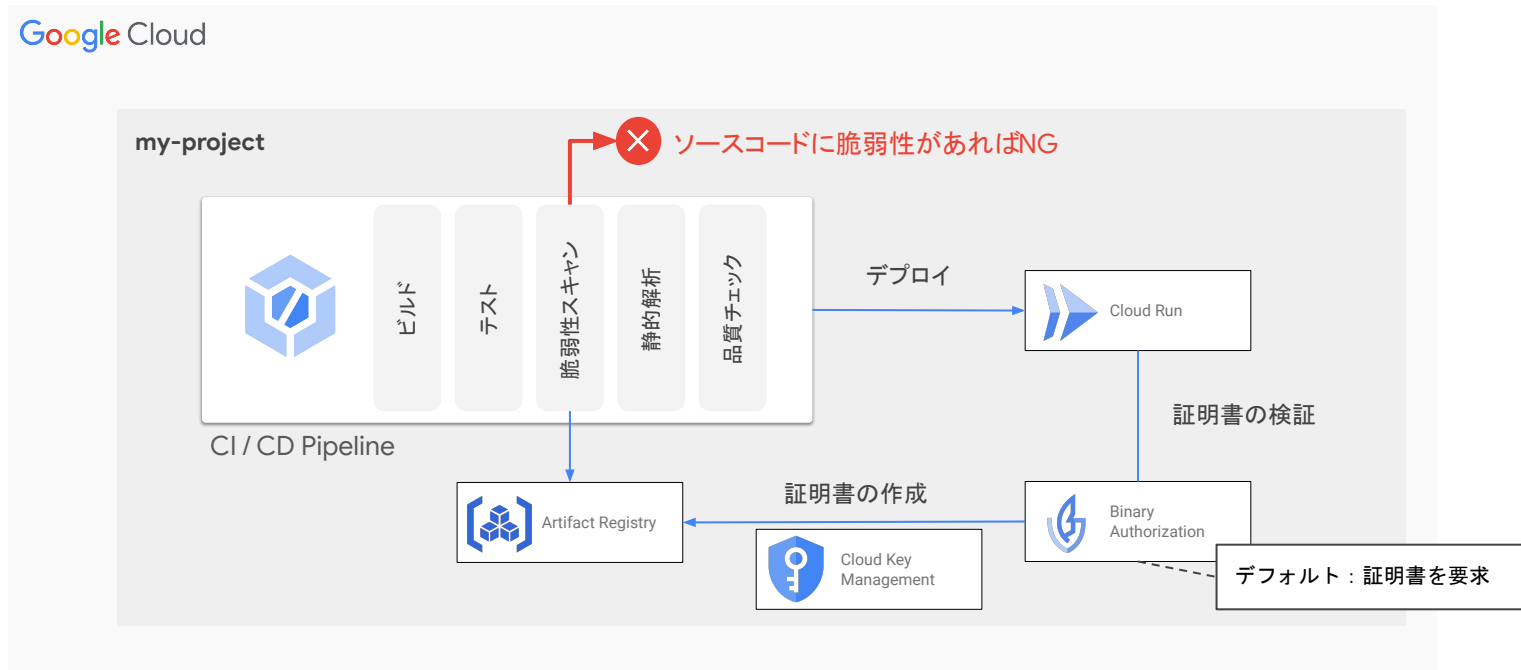 Google Cloud
my-project
ソースコードに脆弱性があればNG
ビルド
テスト
脆弱性スキャン
静的解析
品質チェック
CI / CD Pipeline
デプロイ
Cloud Run
証明書の検証
Artifact Registry
証明書の作成
Cloud Key
Management
Binary
Authorization
デフォルト：証明書を要求